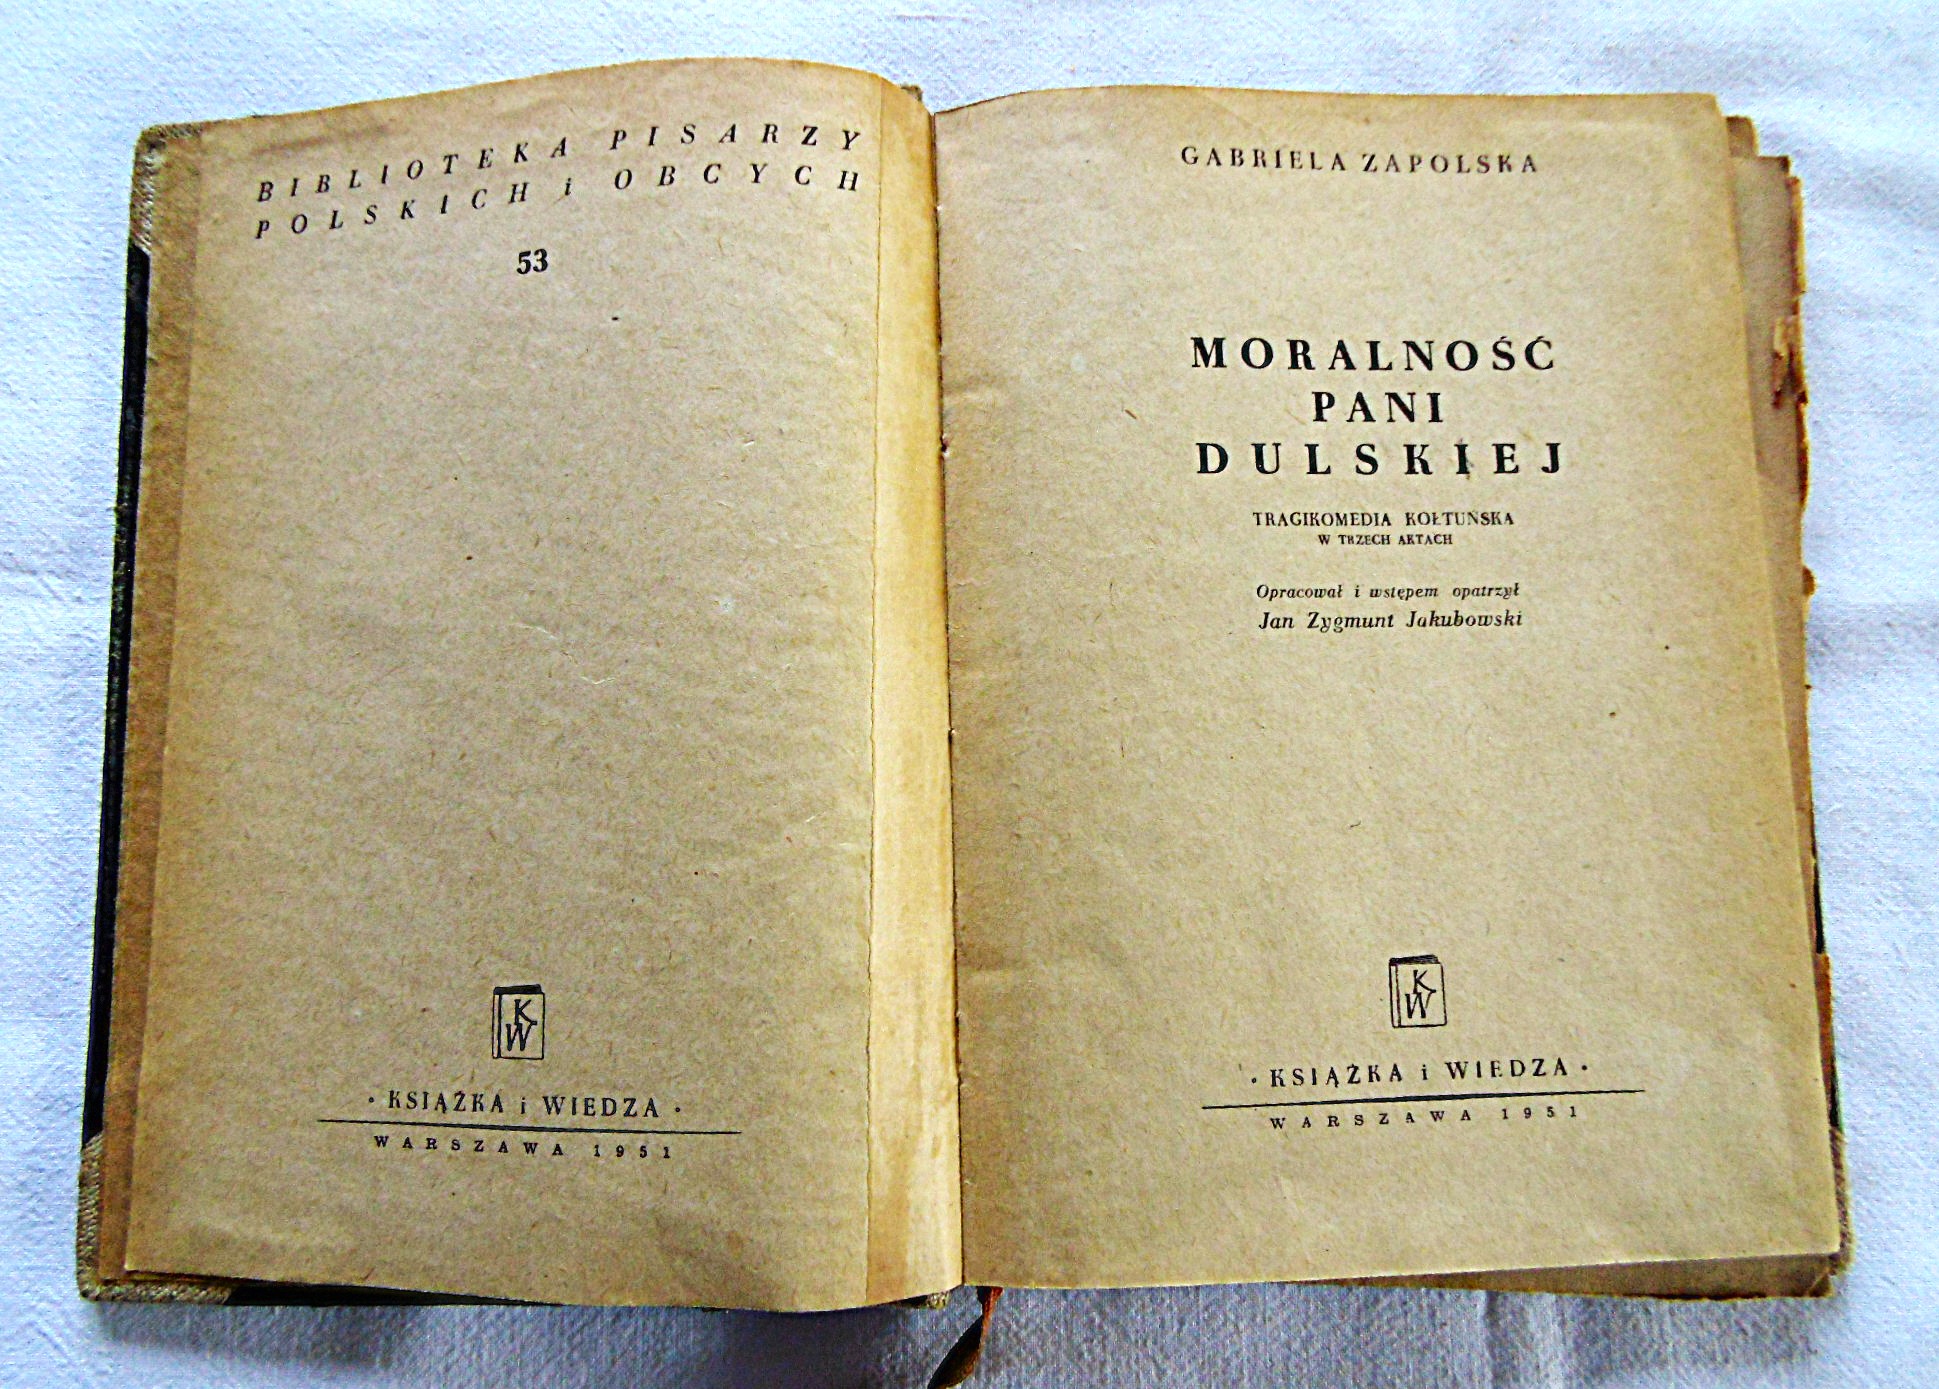 BIBLIOTEKA PISARZY
POLSKICH i OBCYCH
53
KW
• KSIĄŻKA i WIEDZA •
WARSZAWA 1951
GABRIELA ZAPOLSKA
MORALNOŚĆ
PANI
DULSKIEJ
TRAGIKOMEDIA KOŁTUŃSKA
W TRZECH AKTACH
Opracował i wstępem opatrzył
Jan Zygmunt Jakubowski
KW
• KSIĄŻKA i WIEDZA •
WARSZAWA 1951